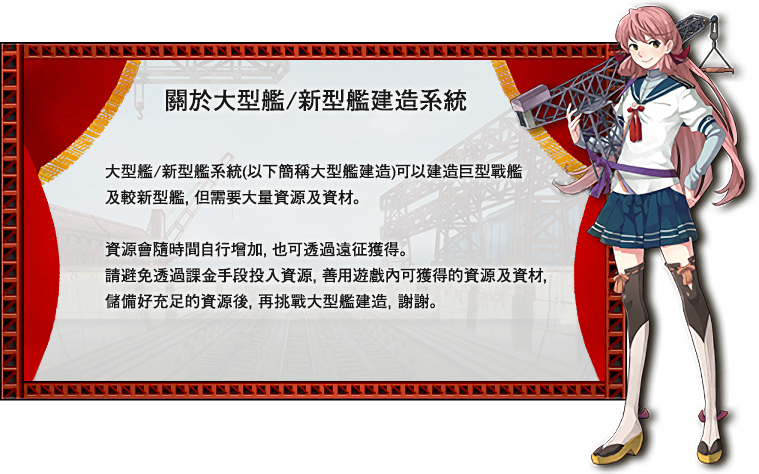 關於大型艦/新型艦建造系統
大型艦/新型艦系統(以下簡稱大型艦建造)可以建造巨型戰艦
及較新型艦, 但需要大量資源及資材。
資源會隨時間自行增加, 也可透過遠征獲得。
請避免透過課金手段投入資源, 善用遊戲內可獲得的資源及資材,
儲備好充足的資源後, 再挑戰大型艦建造, 謝謝。